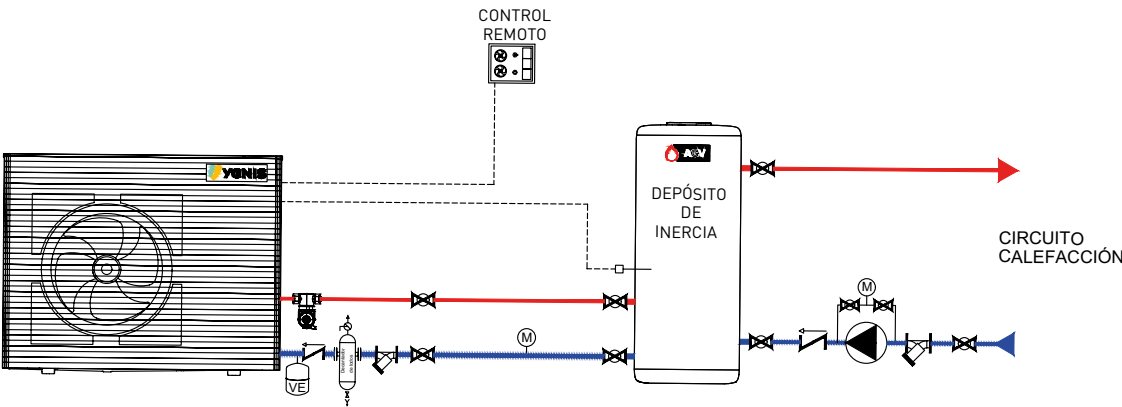 CONTROL
REMOTO
YGNIS
ACV
DEPÓSITO
DE
INERCIA
CIRCUITO
CALEFACCIÓN
M
M
VE